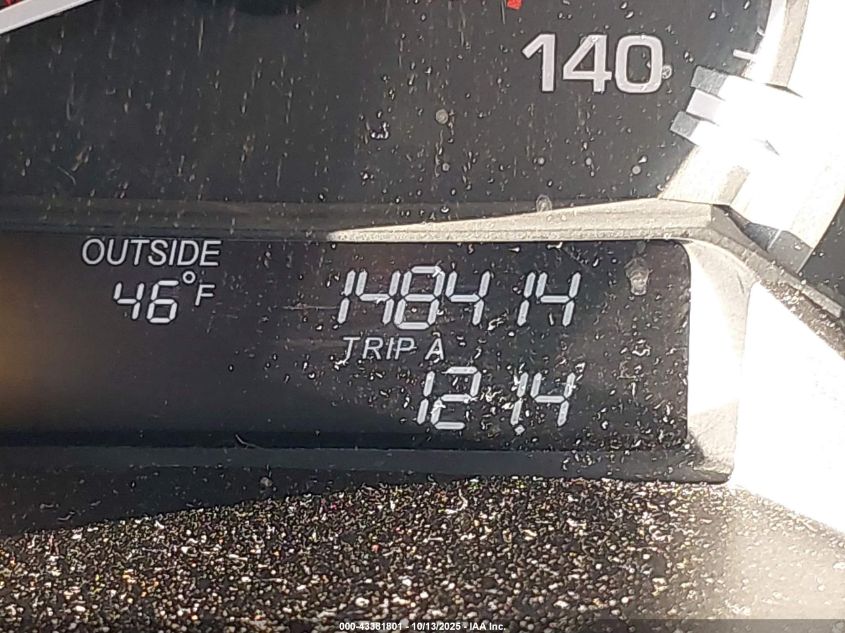 140
OUTSIDE
46°F
148414
TRIP A
121.4
000-43381801 - 10/13/2025 - IAA Inc.